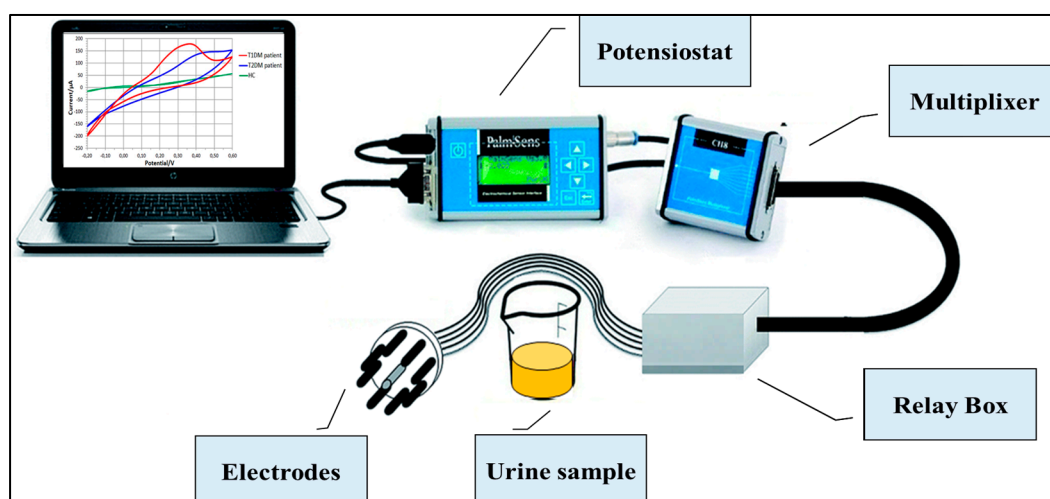 Potensiostat
Multiplixer
200
150
100
50
0
-50
-100
-150
-200
-250
Current/µA
-0,20
-0,10
0,00
0,10
0,20
0,30
0,40
0,50
0,60
Potential/V
T1DM patient
T2DM patient
HC
PalmSens
Electrochemical Sensor Interface
CH8
Relay Box
Electrodes
Urine sample